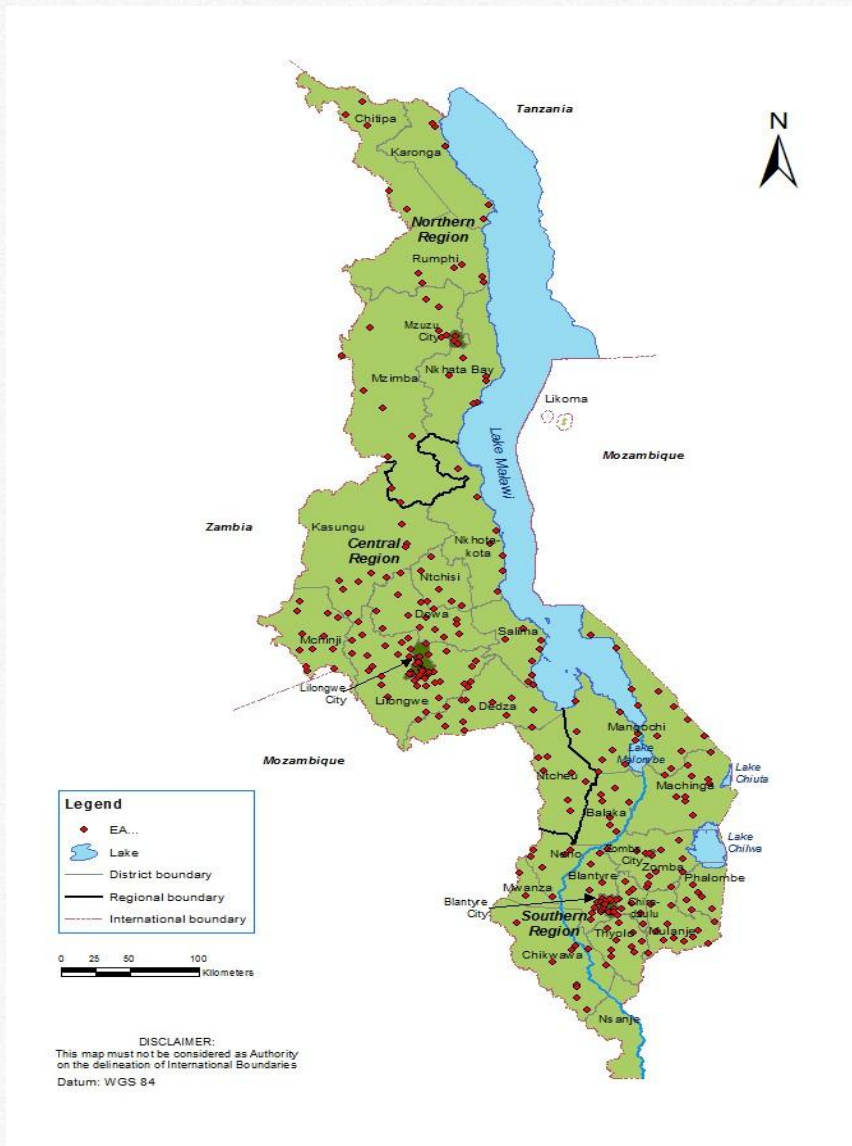 Tanzania
N
Chitipa
Karonga
Northern
Region
Rumphi
Mzuzu
City
Nkhata Bay
Mzimba
Likoma
Lake Malawi
Mozambique
Zambia
Kasungu
Central
Region
Nkhota-
kota
Ntchisi
Dowa
Salima
Mchinji
Lilongwe
City
Lilongwe
Dedza
Mangochi
Mozambique
Lake
Malombe
Lake
Chiuta
Ntcheu
Machinga
Balaka
Lake
Chilwa
Neno
Zomba
City
Zomba
Blantyre
Phalombe
Mwanza
Blantyre
City
Chira-
dzulu
Southern
Region
Thyolo
Mulanje
Chikwawa
Nsanje
Legend
EA...
Lake
District boundary
Regional boundary
International boundary
0 25 50 100
Kilometers
DISCLAIMER:
This map must not be considered as Authority
on the delineation of International Boundaries
Datum: WGS 84